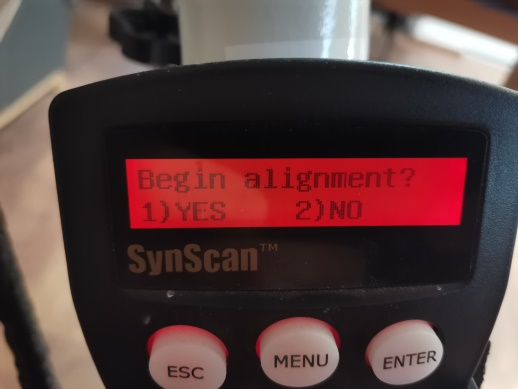 Begin alignment?
1)YES 2)NO
SynScan™
ESC MENU ENTER